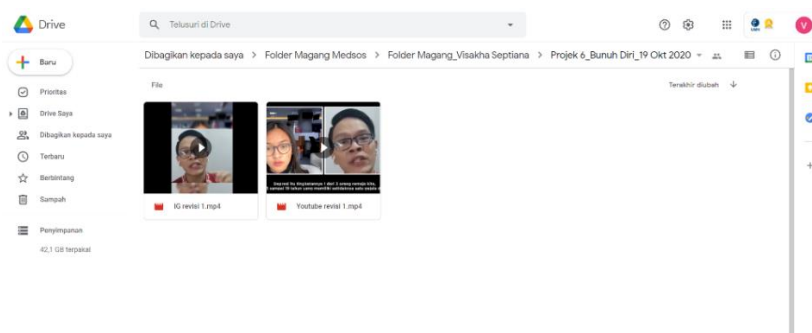 Drive
Telusuri di Drive
V
Baru
Dibagikan kepada saya > Folder Magang Medsos > Folder Magang_Visakha Septiana > Projek 6_Bunuh Diri_19 Okt 2020
File
Terakhir diubah
Prioritas
Drive Saya
Dibagikan kepada saya
Terbaru
Berbintang
Sampah
Penyimpanan
42,1 GB terpakai
IG revisi 1.mp4
Youtube revisi 1.mp4